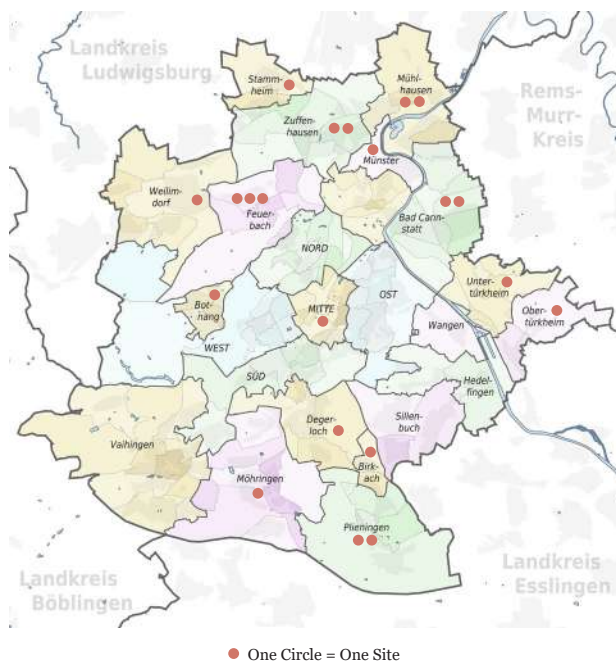 Landkreis
Ludwigsburg
Stamm-
heim
Mühl-
hausen
Rems-
Murr-
Kreis
Zuffen-
hausen
Münster
Weilim-
dorf
Feuer-
bach
Bad Cann-
statt
NORD
Unter-
türkheim
Bot-
nang
MITTE
OST
Ober-
türkheim
Wangen
WEST
SÜD
Hedel-
fingen
Deger-
loch
Sillen-
buch
Vaihingen
Birk-
ach
Möhringen
Plieningen
Landkreis
Böblingen
Landkreis
Esslingen
One Circle = One Site